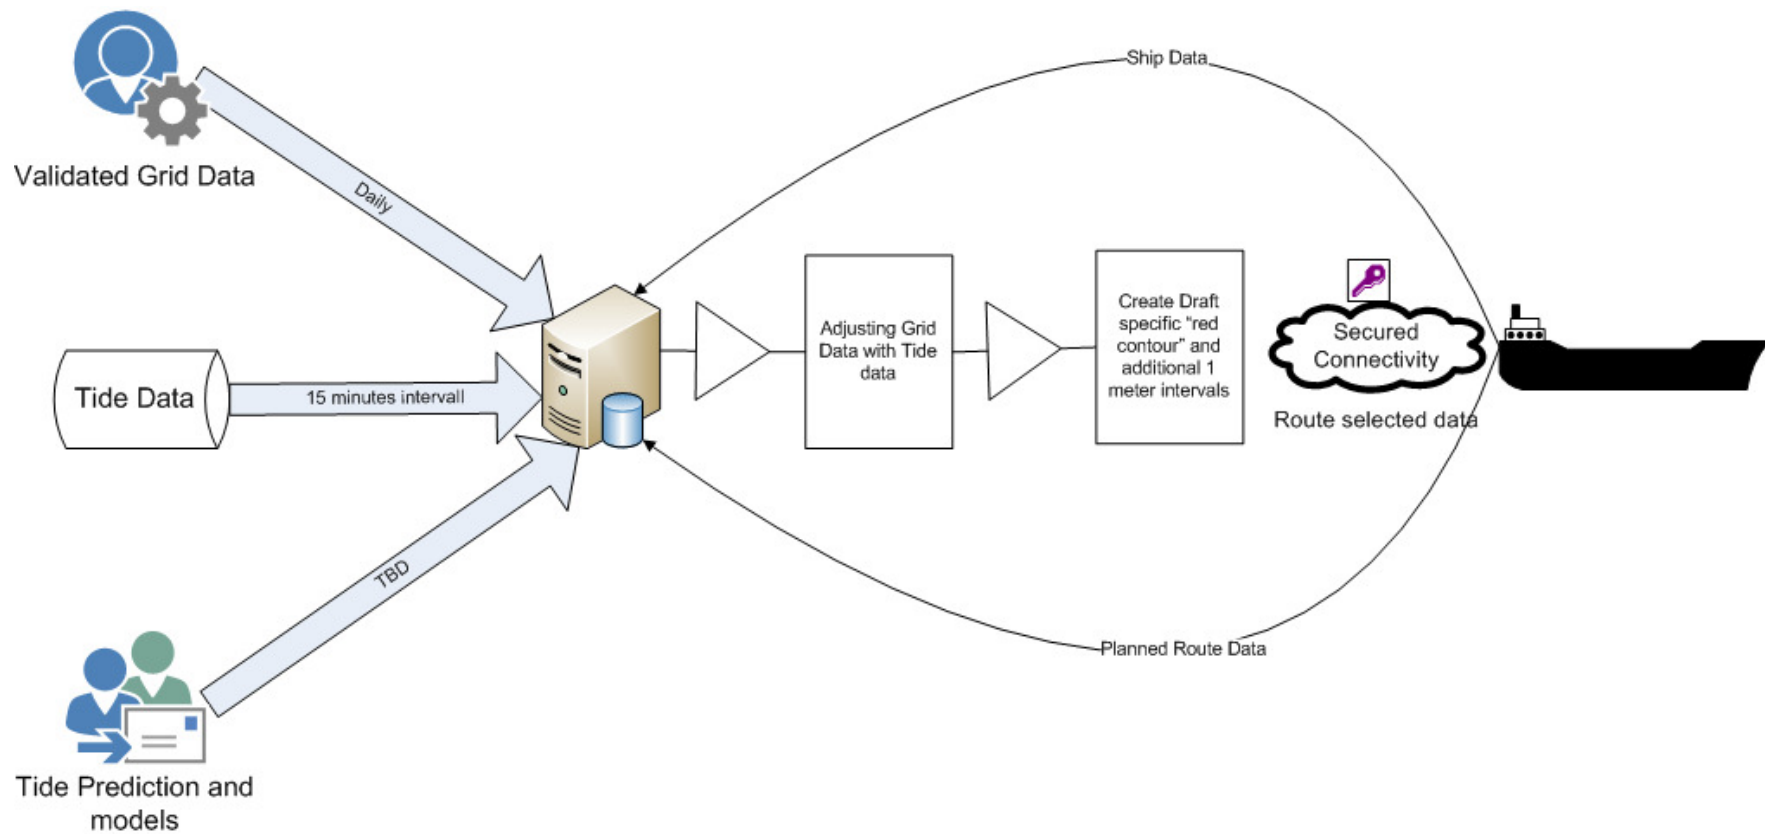 Ship Data
Validated Grid Data
Daily
Tide Data
15 minutes intervall
TBD
Tide Prediction and
models
Adjusting Grid
Data with Tide
data
Create Draft
specific “red
contour” and
additional 1
meter intervals
Secured
Connectivity
Route selected data
Planned Route Data